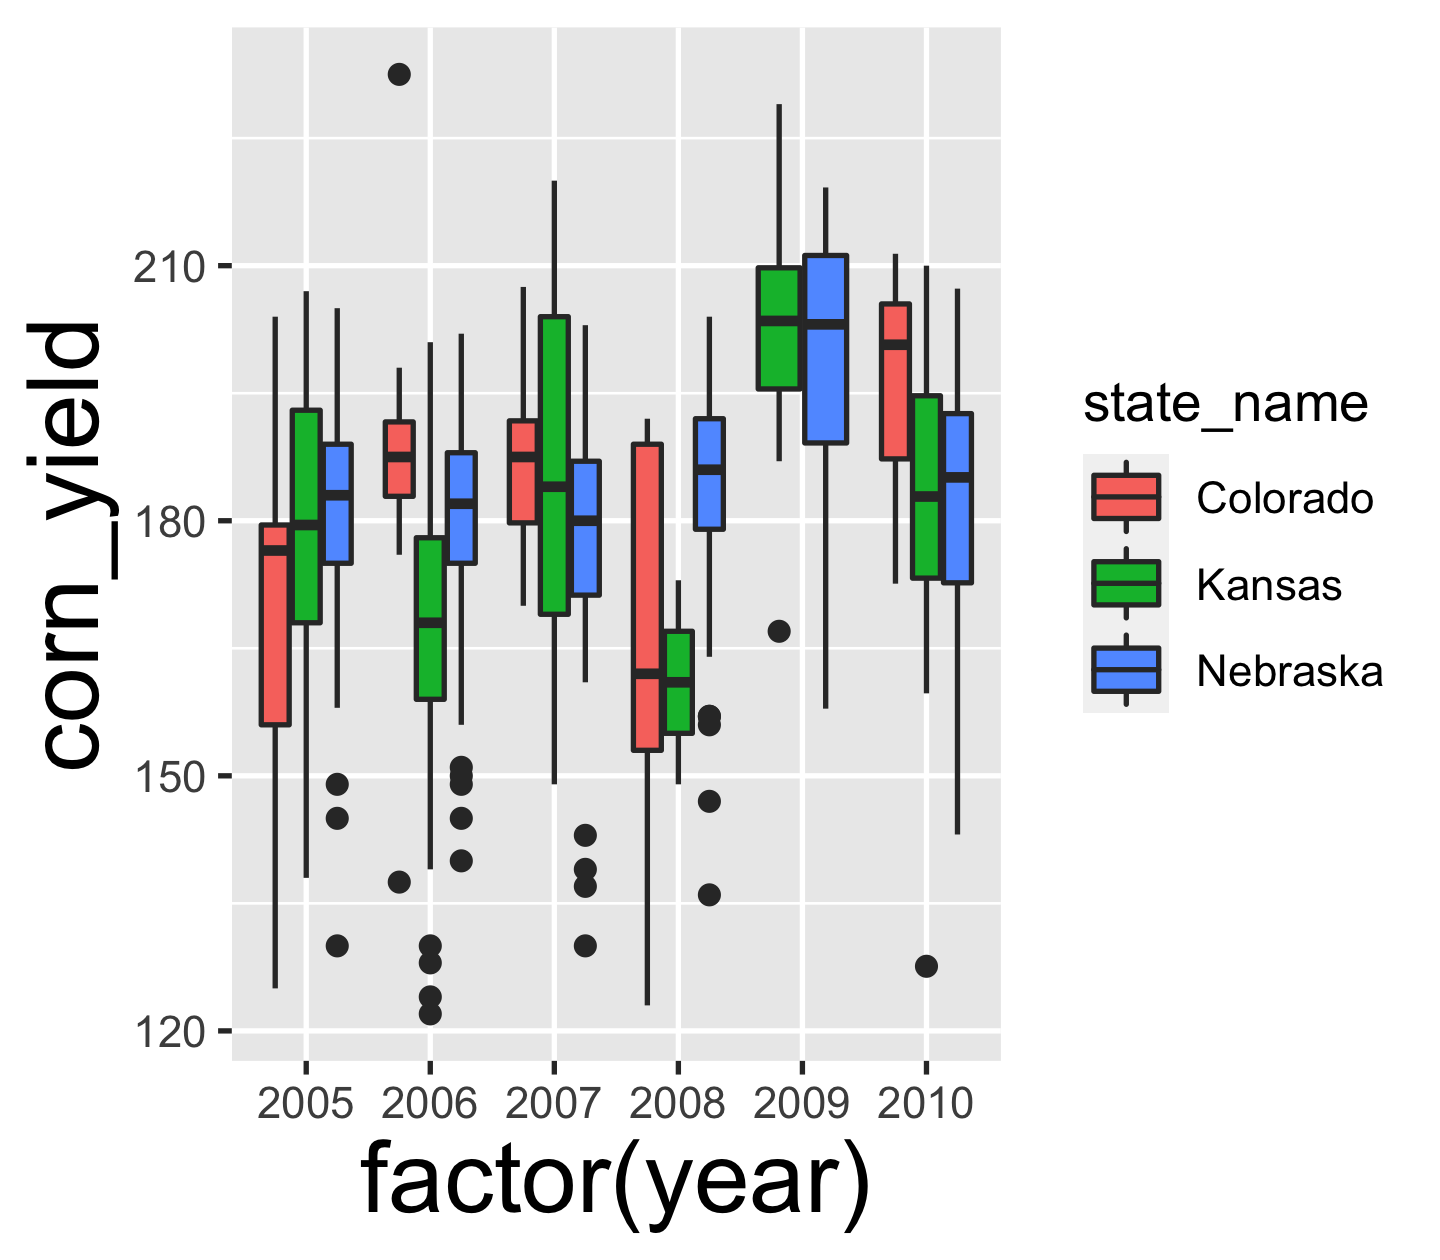 corn_yield
210
180
150
120
2005 2006 2007 2008 2009 2010
factor(year)
state_name
Colorado
Kansas
Nebraska